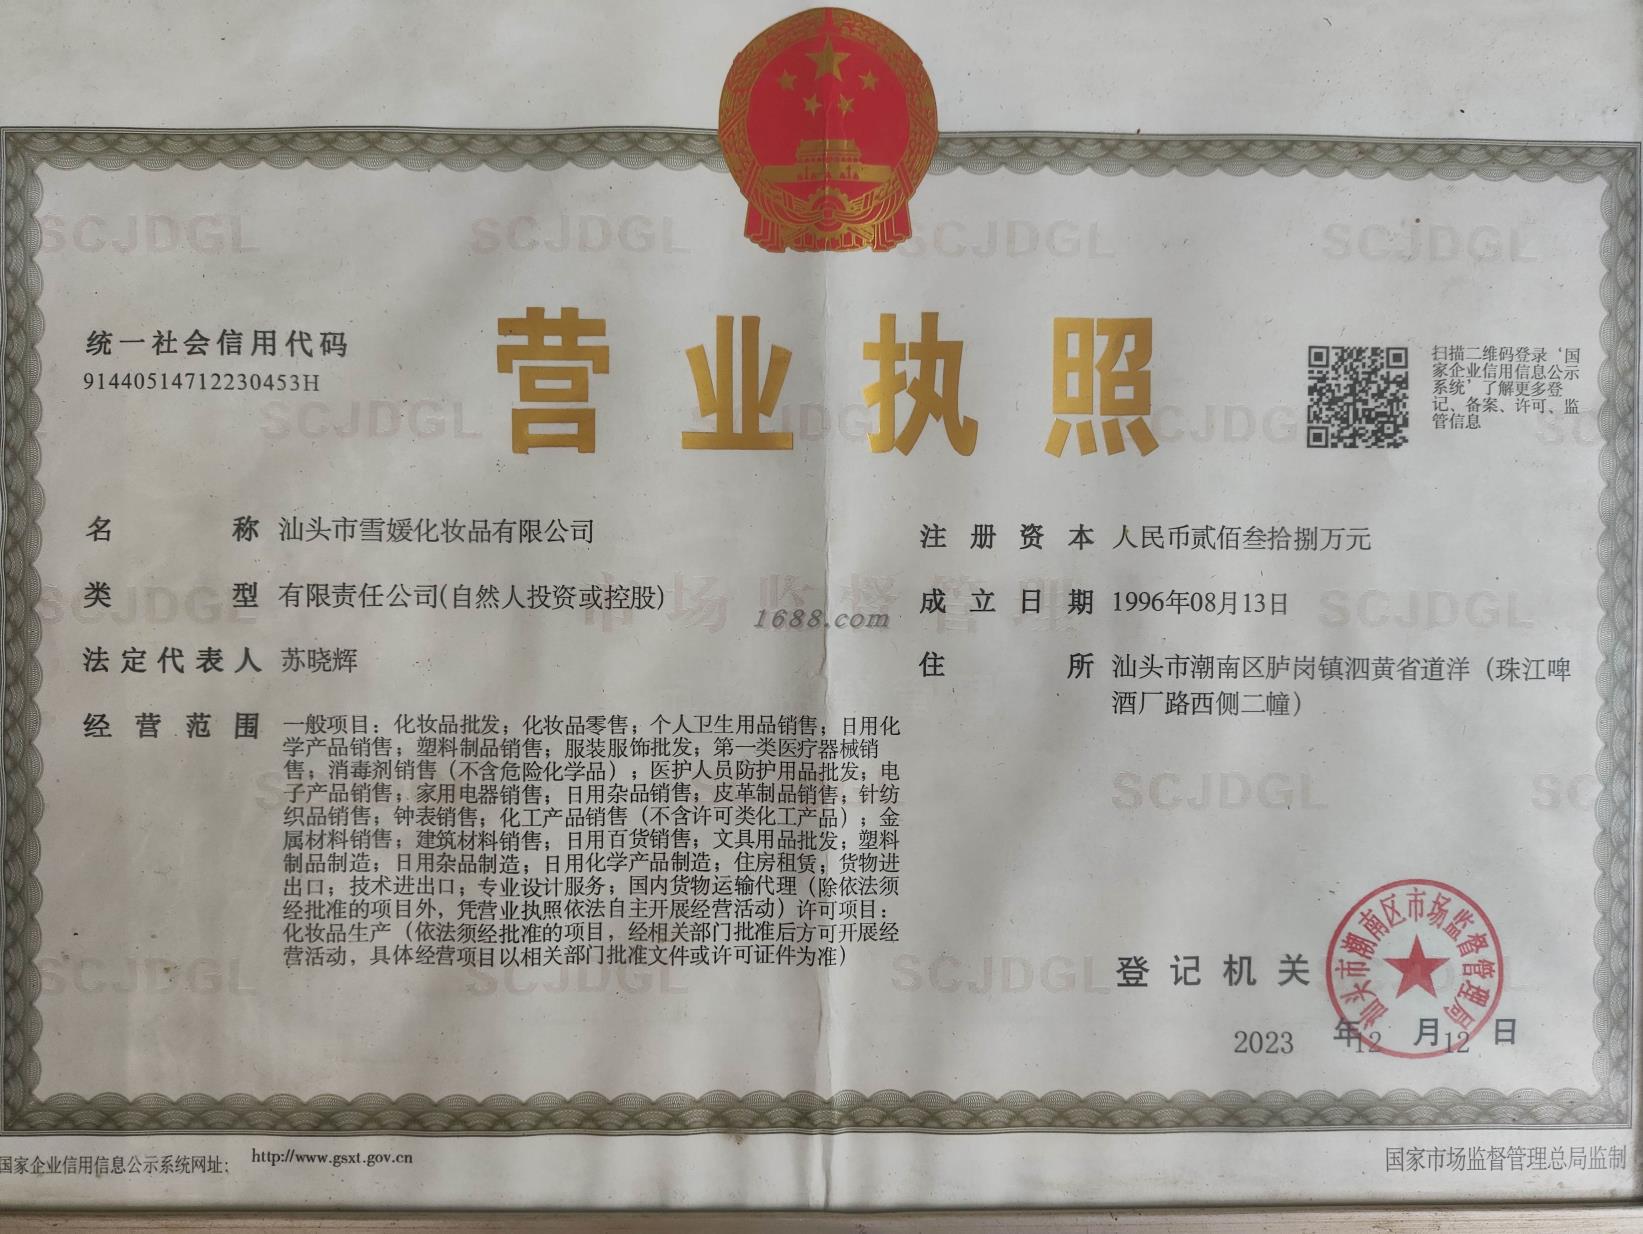 统一社会信用代码
91440514712230453H
营业执照
扫描二维码登录‘国
家企业信用信息公示
系统’了解更多登
记、备案、许可、监
管信息
名称 汕头市雪媛化妆品有限公司
类型 有限责任公司(自然人投资或控股)
法定代表人 苏晓辉
经营范围 一般项目：化妆品批发；化妆品零售；个人卫生用品销售；日用化
学产品销售；塑料制品销售；服装服饰批发；第一类医疗器械销
售；消毒剂销售（不含危险化学品）；医护人员防护用品批发；电
子产品销售；家用电器销售；日用杂品销售；皮革制品销售；针纺
织品销售；钟表销售；化工产品销售（不含许可类化工产品）；金
属材料销售；建筑材料销售；日用百货销售；文具用品批发；塑料
制品制造；日用杂品制造；日用化学产品制造；住房租赁；货物进
出口；技术进出口；专业设计服务；国内货物运输代理（除依法须
经批准的项目外，凭营业执照依法自主开展经营活动）许可项目：
化妆品生产（依法须经批准的项目，经相关部门批准后方可开展经
营活动，具体经营项目以相关部门批准文件或许可证件为准）
注册资本 人民币贰佰叁拾捌万元
成立日期 1996年08月13日
住所 汕头市潮南区胪岗镇泗黄省道洋（珠江啤
酒厂路西侧二幢）
市场监督管理
1688.com
SCJDGL
登记机关
汕头市潮南区市场监督管理局
2023 年12 月12 日
国家企业信用信息公示系统网址：http://www.gsxt.gov.cn
国家市场监督管理总局监制